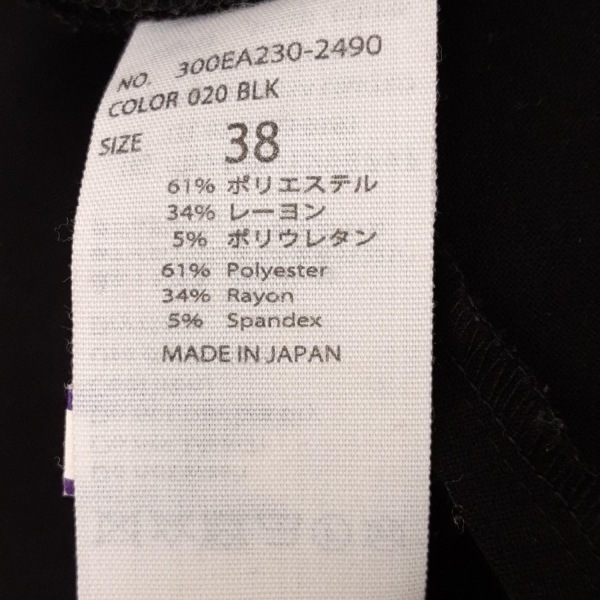 NO. 300EA230-2490
COLOR 020 BLK
SIZE 38
61% ポリエステル
34% レーヨン
5% ポリウレタン
61% Polyester
34% Rayon
5% Spandex
MADE IN JAPAN